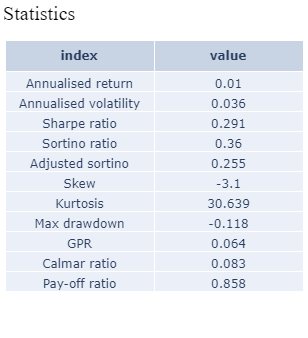 Statistics
index value
Annualised return 0.01
Annualised volatility 0.036
Sharpe ratio 0.291
Sortino ratio 0.36
Adjusted sortino 0.255
Skew -3.1
Kurtosis 30.639
Max drawdown -0.118
GPR 0.064
Calmar ratio 0.083
Pay-off ratio 0.858